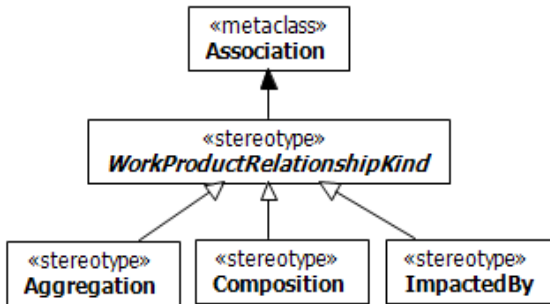 «metaclass»
Association
«stereotype»
WorkProductRelationshipKind
«stereotype»
Aggregation
«stereotype»
Composition
«stereotype»
ImpactedBy